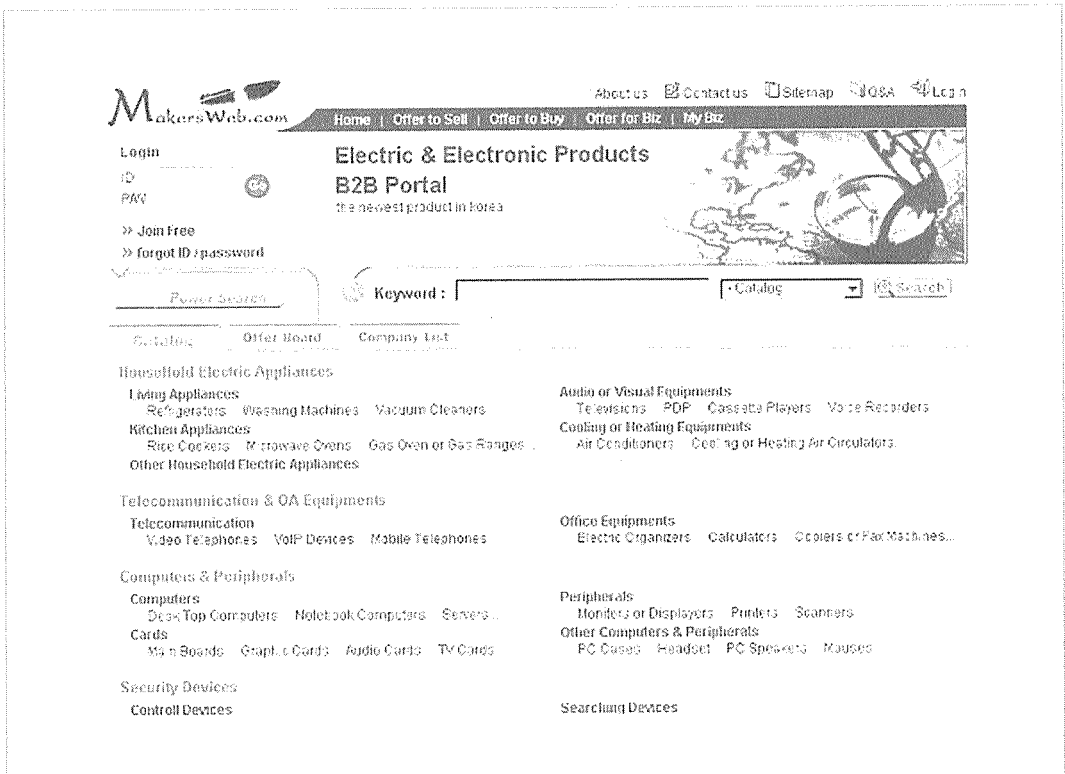 MakersWeb.com
About us Contact us Sitemap Q&A Login
Home | Offer to Sell | Offer to Buy | Offer for Biz | My Biz
Login
ID
PW
>> Join Free
>> forgot ID / password
Electric & Electronic Products
B2B Portal
the newest product in Korea
Power Search
Keyword :
· Catalog
Search
Catalog Offer Board Company List
Household Electric Appliances
Living Appliances
Refrigerators Washing Machines Vacuum Cleaners
Kitchen Appliances
Rice Cookers Microwave Ovens Gas Oven or Gas Ranges...
Other Household Electric Appliances
Audio or Visual Equipments
Televisions PDP Cassette Players Voice Recorders
Cooling or Heating Equipments
Air Conditioners Cooling or Heating Air Circulators
Telecommunication & OA Equipments
Telecommunication
Video Telephones VoIP Devices Mobile Telephones
Office Equipments
Electric Organizers Calculators Copiers or Fax Machines...
Computers & Peripherals
Computers
Desk Top Computers Notebook Computers Servers...
Cards
Main Boards Graphic Cards Audio Cards TV Cards
Peripherals
Monitors or Displayers Printers Scanners
Other Computers & Peripherals
PC Cases Headset PC Speakers Mouses
Security Devices
Controll Devices
Searching Devices